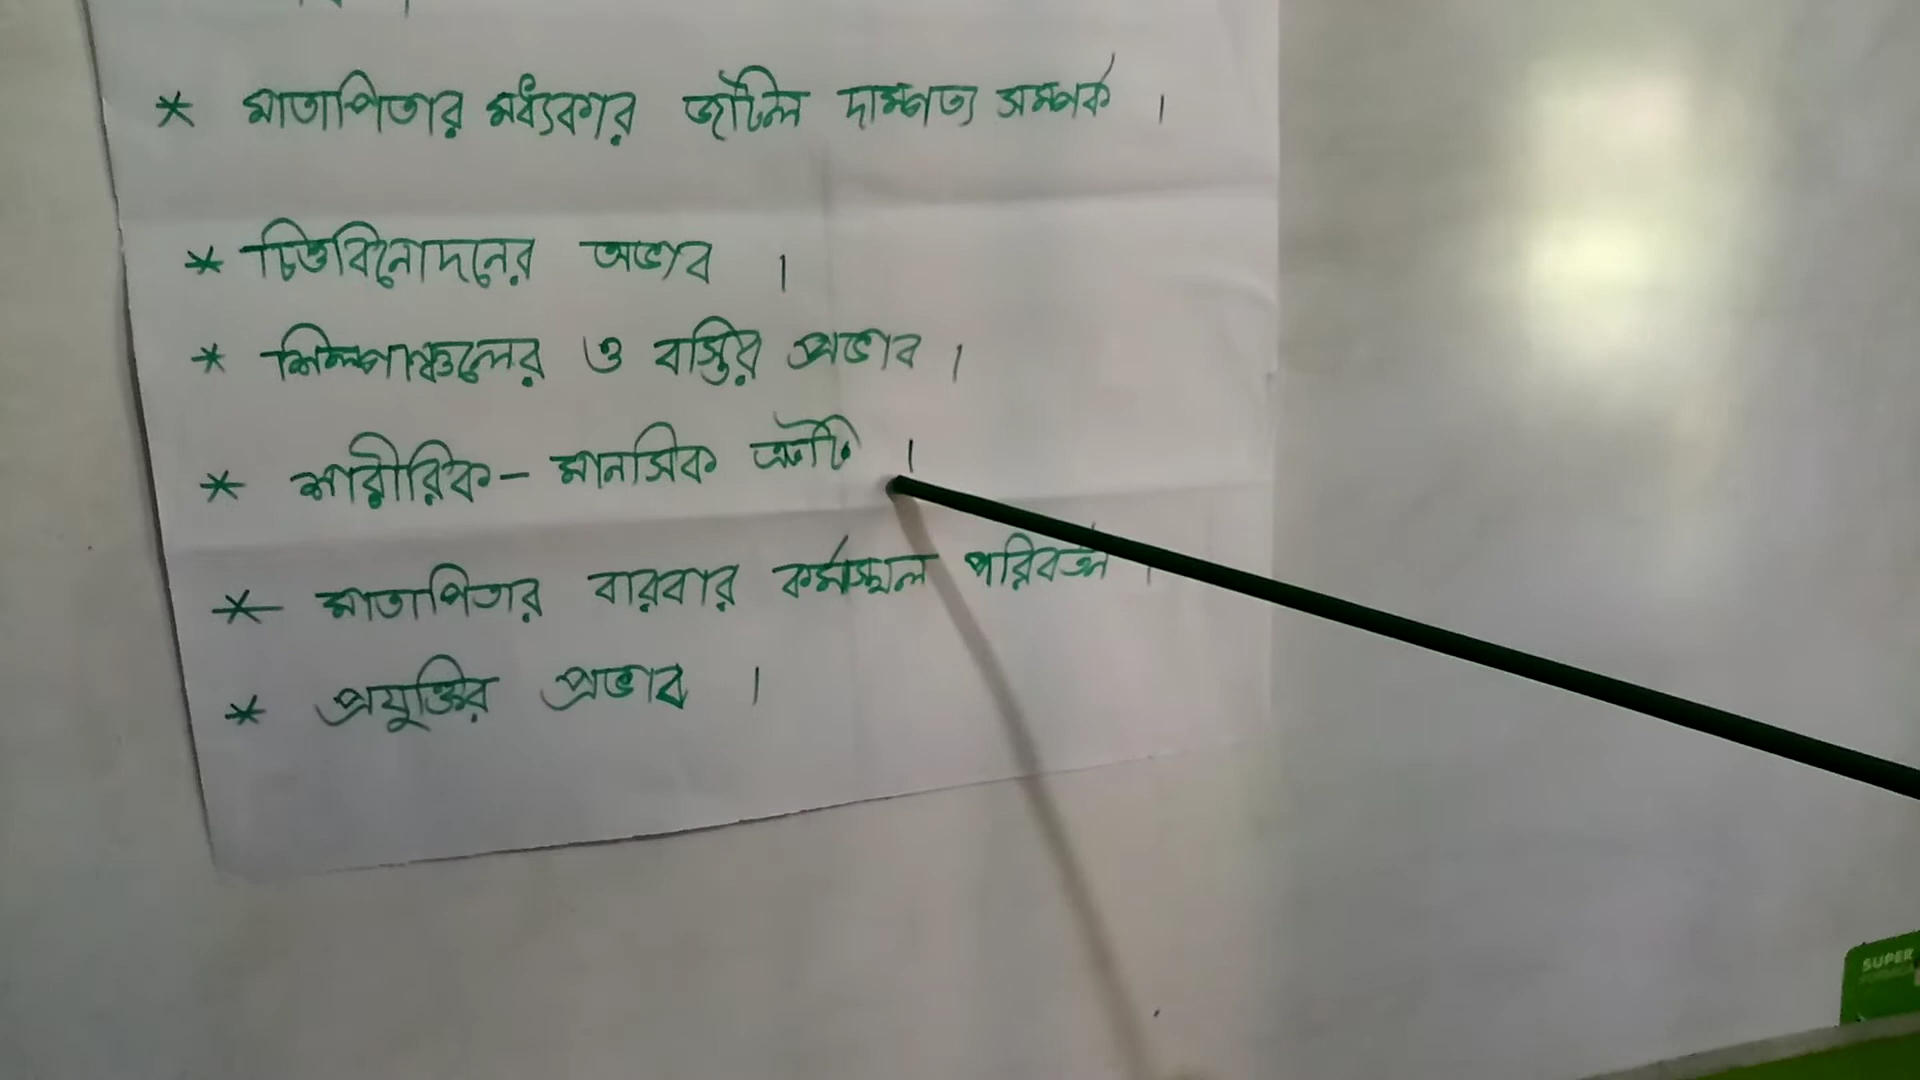 * মাতাপিতার মধ্যকার জটিল দাম্পত্য সম্পর্ক ।
* চিত্তবিনোদনের অভাব ।
* শিল্পাঞ্চলের ও বস্তির প্রভাব ।
* শারীরিক - মানসিক ত্রুটি ।
* মাতাপিতার বারবার কর্মস্থল পরিবর্তন ।
* প্রযুক্তির প্রভাব ।
SUPER